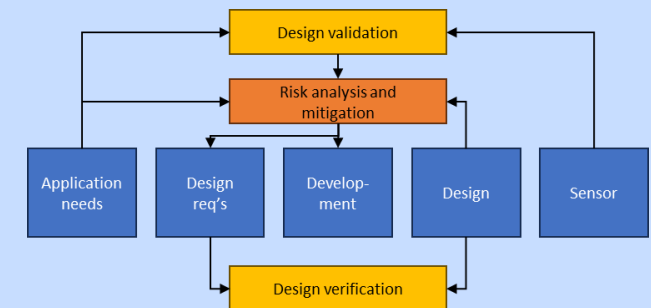 Design validation
Risk analysis and
mitigation
Application
needs
Design
req's
Develop-
ment
Design
Sensor
Design verification